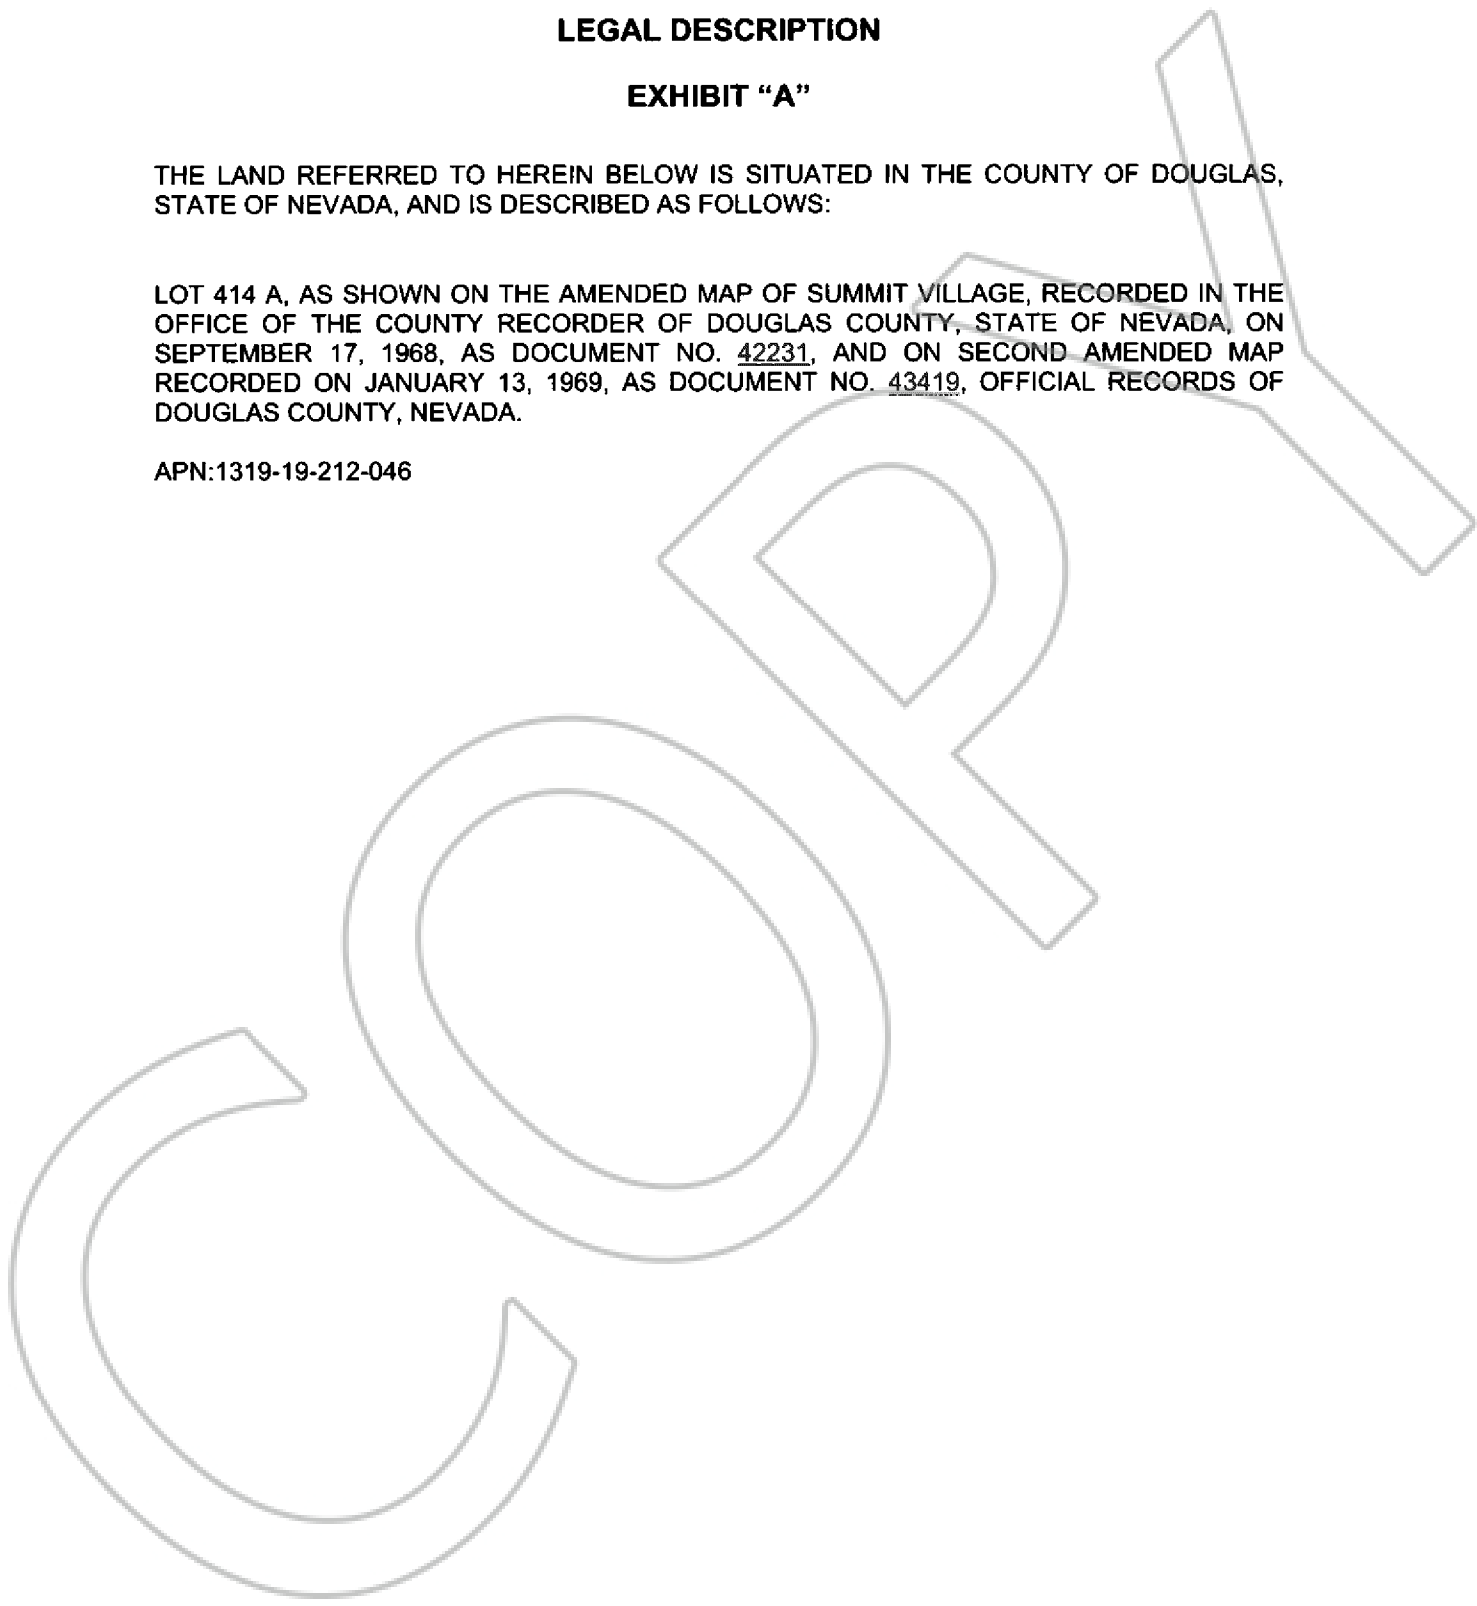 LEGAL DESCRIPTION
EXHIBIT “A”
THE LAND REFERRED TO HEREIN BELOW IS SITUATED IN THE COUNTY OF DOUGLAS,
STATE OF NEVADA, AND IS DESCRIBED AS FOLLOWS:
LOT 414 A, AS SHOWN ON THE AMENDED MAP OF SUMMIT VILLAGE, RECORDED IN THE
OFFICE OF THE COUNTY RECORDER OF DOUGLAS COUNTY, STATE OF NEVADA, ON
SEPTEMBER 17, 1968, AS DOCUMENT NO. 42231, AND ON SECOND AMENDED MAP
RECORDED ON JANUARY 13, 1969, AS DOCUMENT NO. 43419, OFFICIAL RECORDS OF
DOUGLAS COUNTY, NEVADA.
APN:1319-19-212-046
COPY